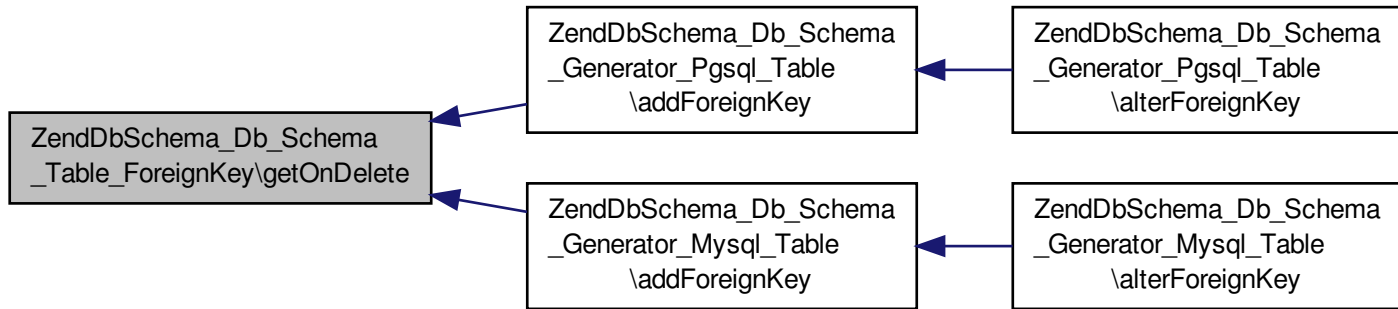 ZendDbSchema_Db_Schema
_Table_ForeignKey\getOnDelete
ZendDbSchema_Db_Schema
_Generator_Pgsql_Table
\addForeignKey
ZendDbSchema_Db_Schema
_Generator_Pgsql_Table
\alterForeignKey
ZendDbSchema_Db_Schema
_Generator_Mysql_Table
\addForeignKey
ZendDbSchema_Db_Schema
_Generator_Mysql_Table
\alterForeignKey